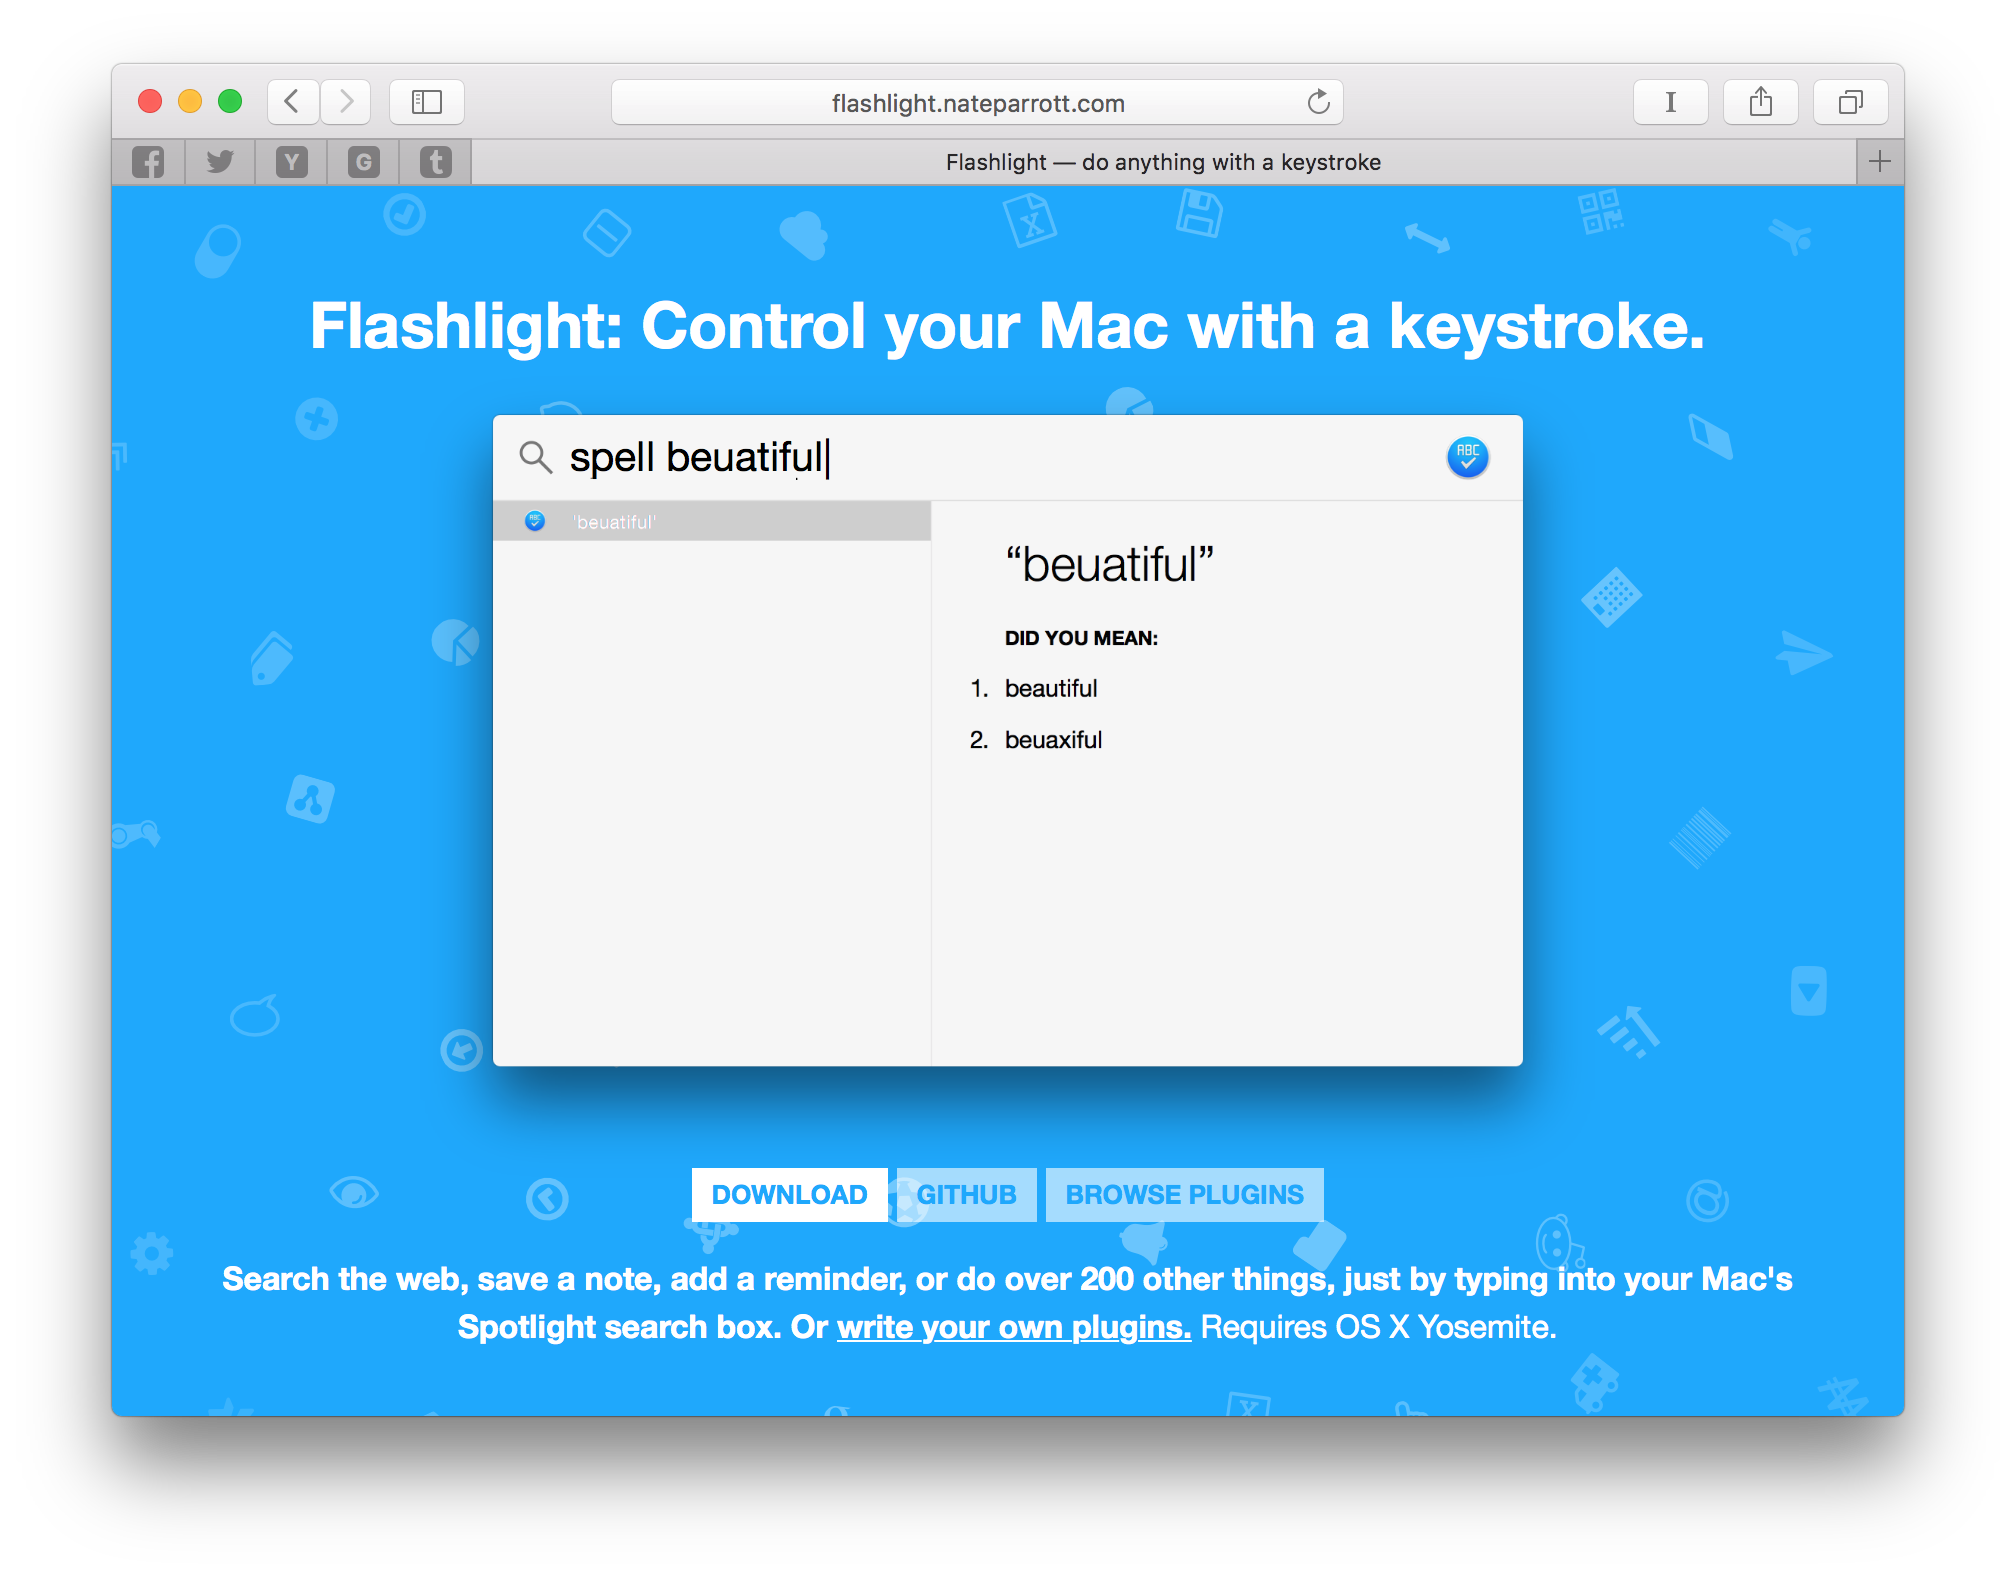 flashlight.nateparrott.com
Y G t
Flashlight — do anything with a keystroke
Flashlight: Control your Mac with a keystroke.
spell beuatiful
ABC
ABC
'beuatiful'
“beuatiful”
DID YOU MEAN:
1. beautiful
2. beuaxiful
DOWNLOAD GITHUB BROWSE PLUGINS
Search the web, save a note, add a reminder, or do over 200 other things, just by typing into your Mac's
Spotlight search box. Or write your own plugins. Requires OS X Yosemite.